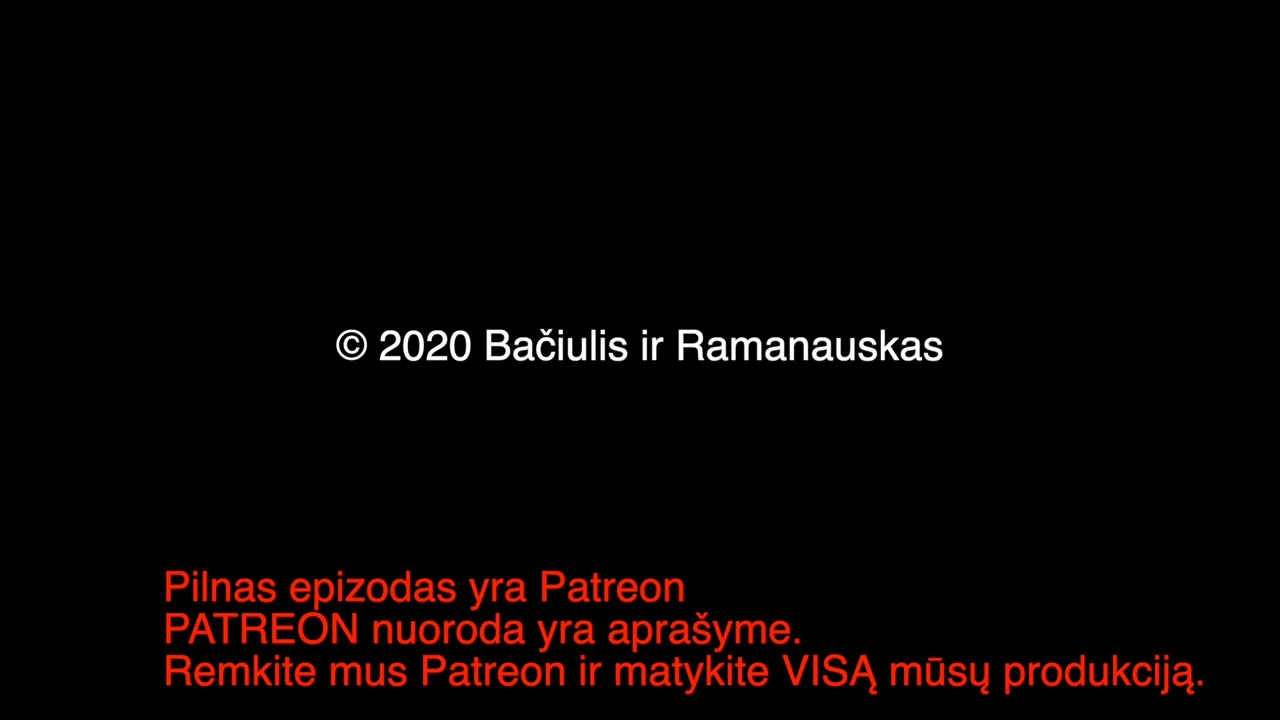 © 2020 Bačiulis ir Ramanauskas
Pilnas epizodas yra Patreon
PATREON nuoroda yra aprašyme.
Remkite mus Patreon ir matykite VISĄ mūsų produkciją.